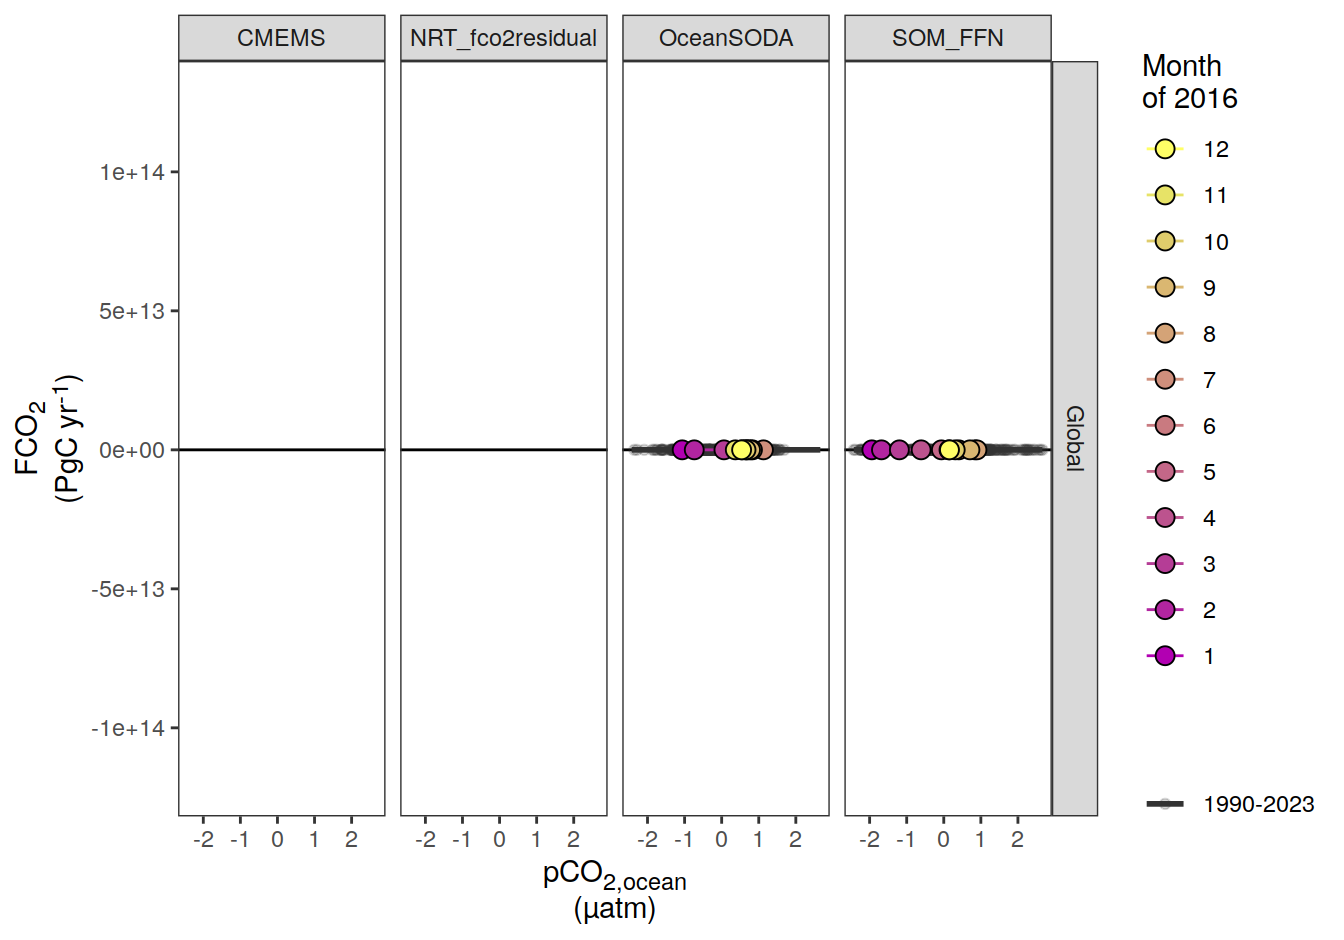 CMEMS NRT_fco2residual OceanSODA SOM_FFN
Month
of 2016
12
11
10
9
8
7
6
5
4
3
2
1
1990-2023
1e+14
5e+13
0e+00
-5e+13
-1e+14
FCO2
(PgC yr-1)
Global
-2 -1 0 1 2 -2 -1 0 1 2 -2 -1 0 1 2 -2 -1 0 1 2
pCO2,ocean
(µatm)